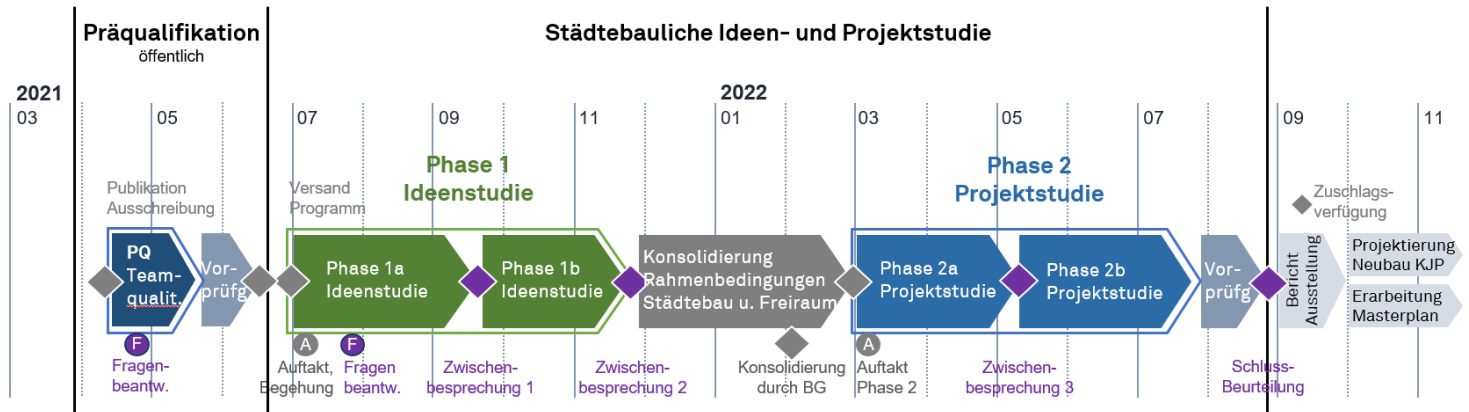 Präqualifikation
öffentlich
Städtebauliche Ideen- und Projektstudie
2021
2022
03
05
07
09
11
01
03
05
07
09
11
Phase 1
Ideenstudie
Phase 2
Projektstudie
Publikation
Ausschreibung
Versand
Programm
Zuschlags-
verfügung
PQ
Team-
qualit.
Vor-
prüfg
Phase 1a
Ideenstudie
Phase 1b
Ideenstudie
Konsolidierung
Rahmenbedingungen
Städtebau u. Freiraum
Phase 2a
Projektstudie
Phase 2b
Projektstudie
Vor-
prüfg
Bericht
Ausstellung
Projektierung
Neubau KJP
Erarbeitung
Masterplan
F
Fragen-
beantw.
A
Auftakt,
Begehung
F
Fragen
beantw.
Zwischen-
besprechung 1
Zwischen-
besprechung 2
Konsolidierung
durch BG
A
Auftakt
Phase 2
Zwischen-
besprechung 3
Schluss-
Beurteilung